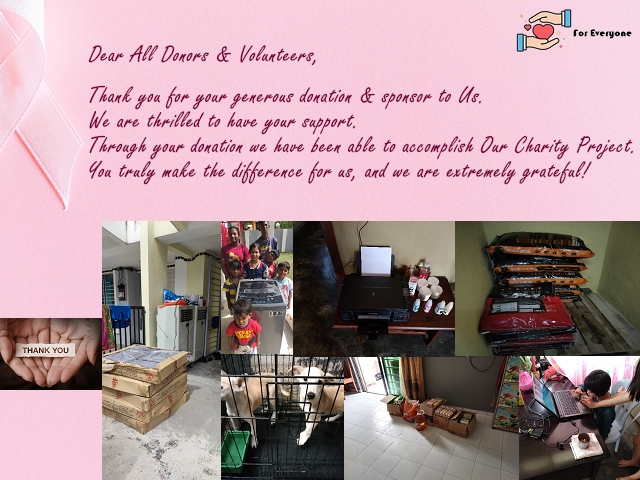 For Everyone
Dear All Donors & Volunteers,
Thank you for your generous donation & sponsor to Us.
We are thrilled to have your support.
Through your donation we have been able to accomplish Our Charity Project.
You truly make the difference for us, and we are extremely grateful!
THANK YOU